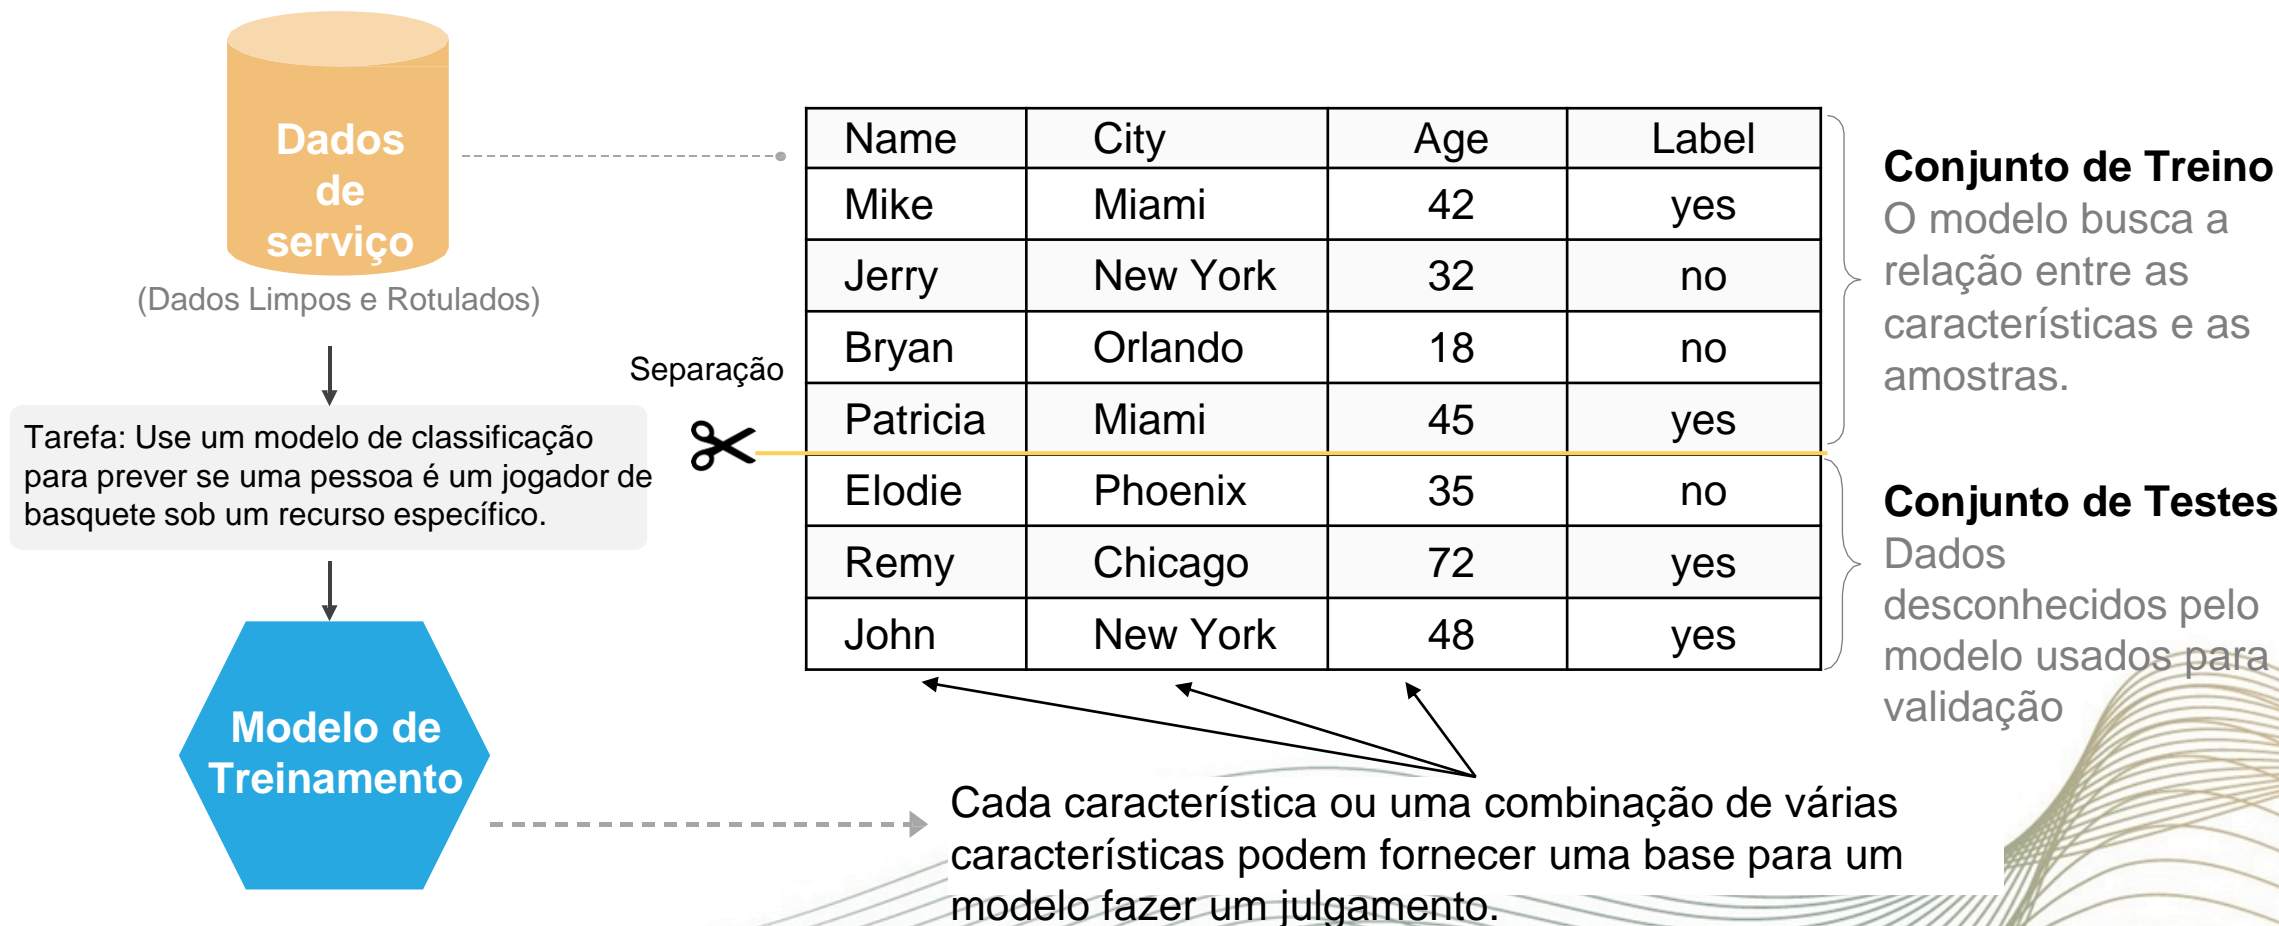 Dados
de
serviço
(Dados Limpos e Rotulados)
Tarefa: Use um modelo de classificação
para prever se uma pessoa é um jogador de
basquete sob um recurso específico.
Modelo de
Treinamento
Separação
Name City Age Label
Mike Miami 42 yes
Jerry New York 32 no
Bryan Orlando 18 no
Patricia Miami 45 yes
Elodie Phoenix 35 no
Remy Chicago 72 yes
John New York 48 yes
Conjunto de Treino
O modelo busca a
relação entre as
características e as
amostras.
Conjunto de Testes
Dados
desconhecidos pelo
modelo usados para
validação
Cada característica ou uma combinação de várias
características podem fornecer uma base para um
modelo fazer um julgamento.